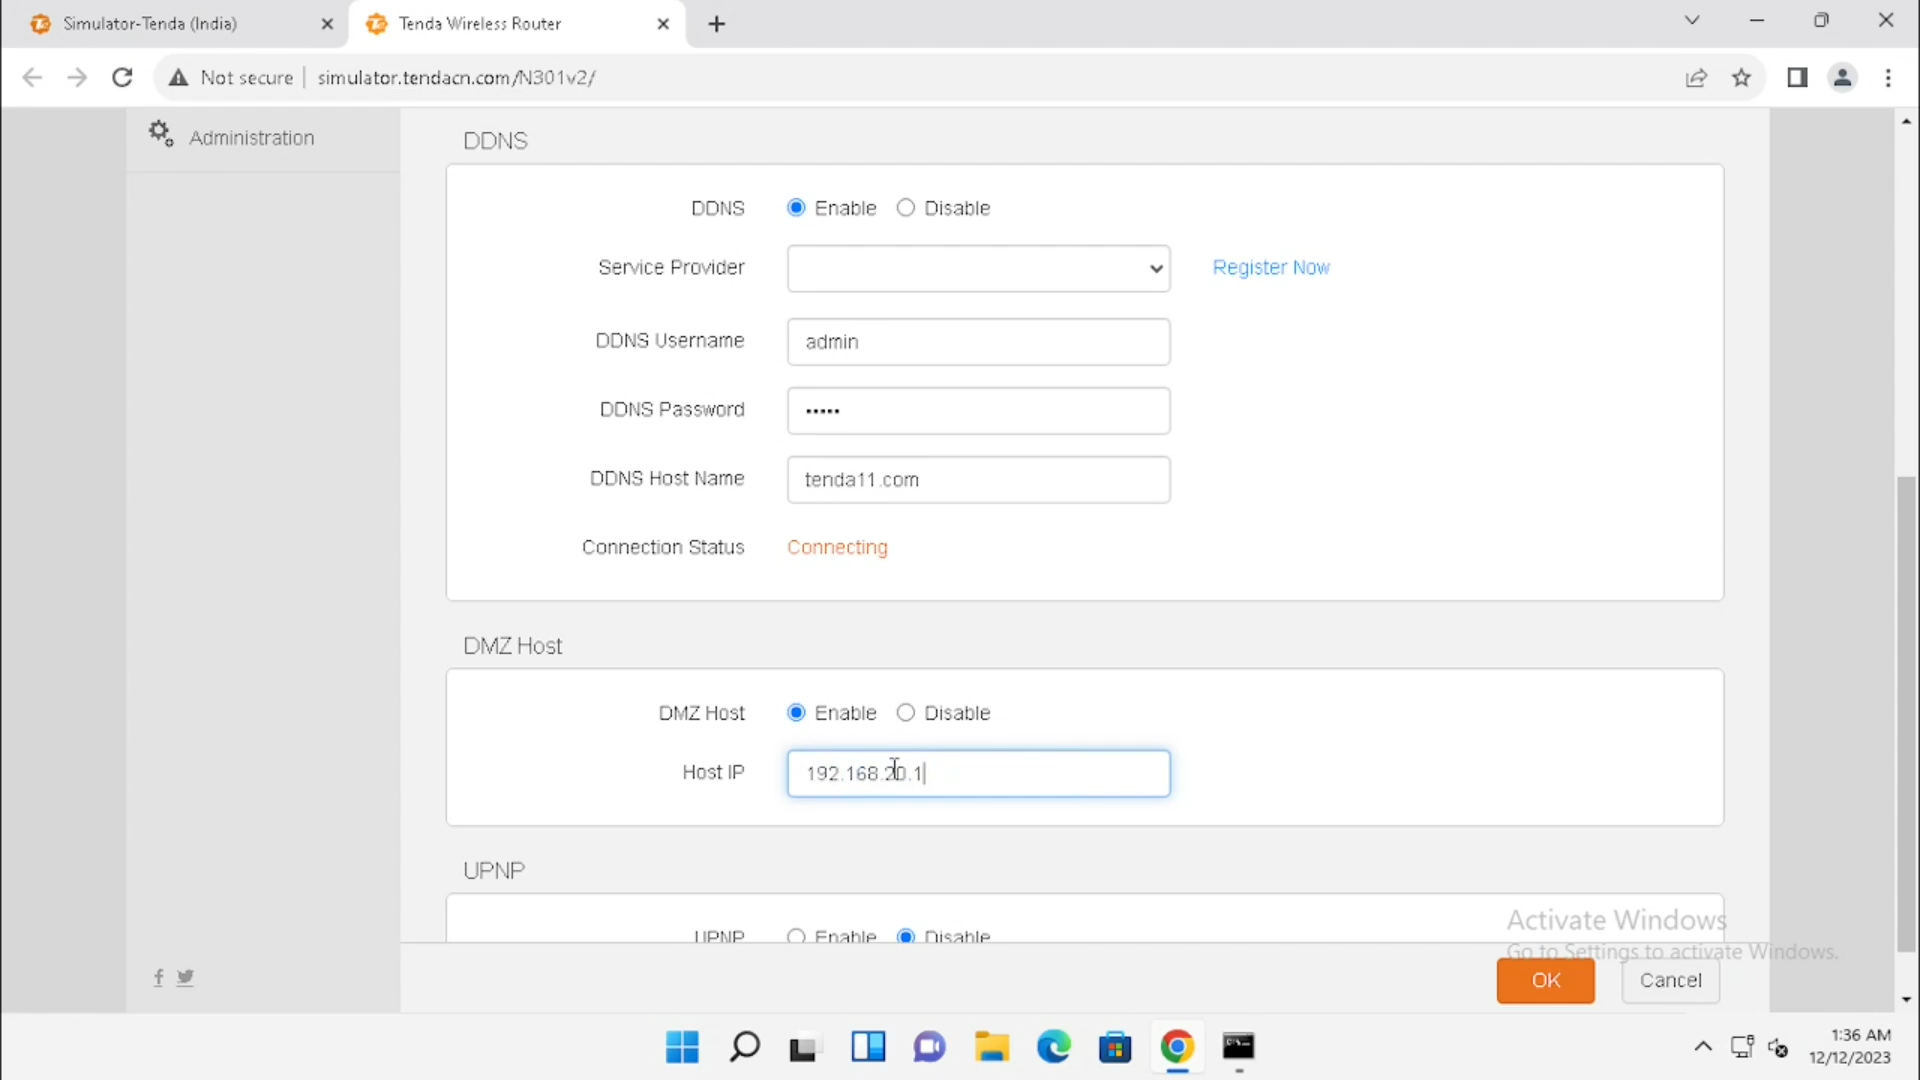 Simulator-Tenda (India)
Tenda Wireless Router
Not secure
simulator.tendacn.com/N301v2/
Administration
DDNS
DDNS Enable Disable
Service Provider Register Now
DDNS Username admin
DDNS Password •••••
DDNS Host Name tenda11.com
Connection Status Connecting
DMZ Host
DMZ Host Enable Disable
Host IP 192.168.20.1
UPNP
UPNP Enable Disable
Activate Windows
Go to Settings to activate Windows.
OK Cancel
1:36 AM
12/12/2023